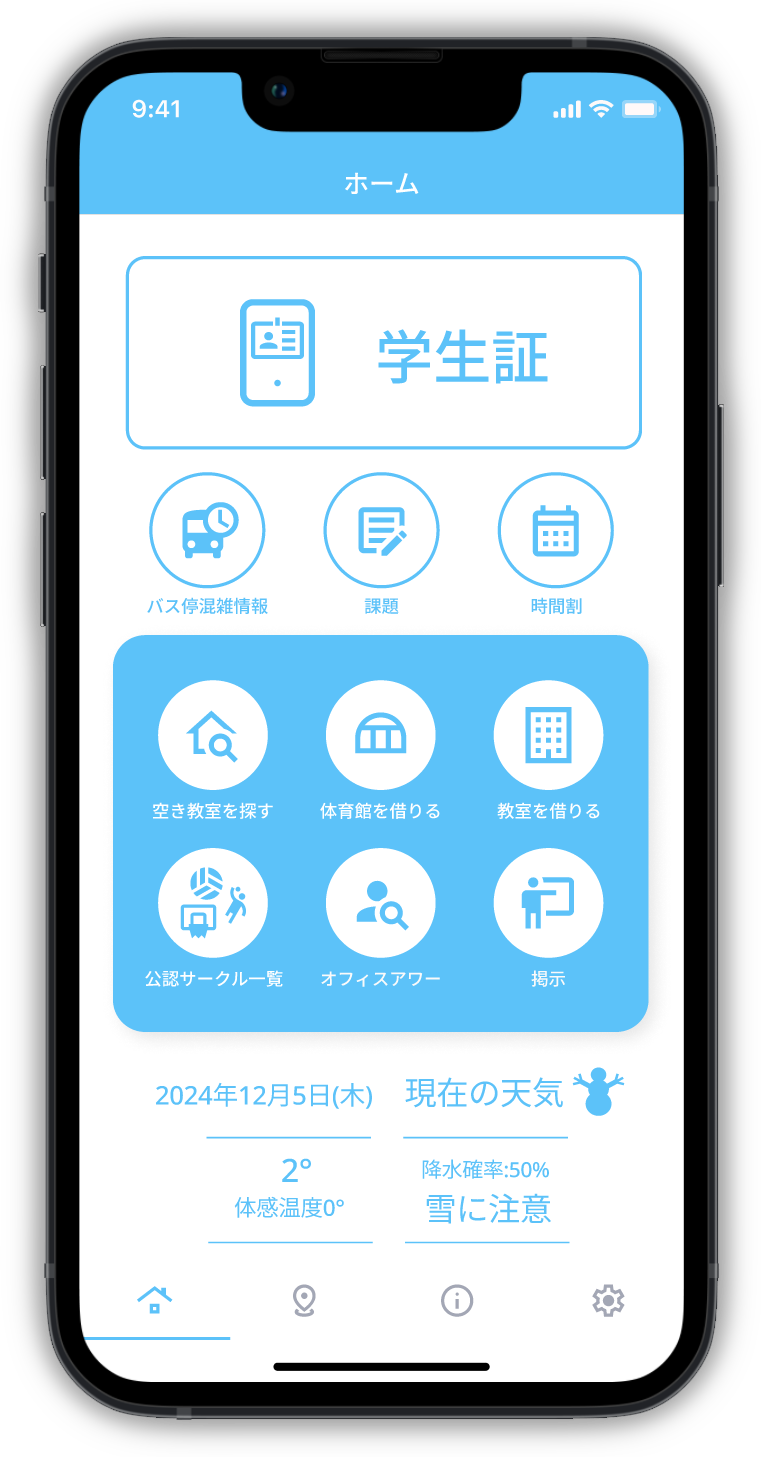 9:41
ホーム
学生証
バス停混雑情報
課題
時間割
空き教室を探す
体育館を借りる
教室を借りる
公認サークル一覧
オフィスアワー
掲示
2024年12月5日(木)
現在の天気
2°
体感温度0°
降水確率:50%
雪に注意